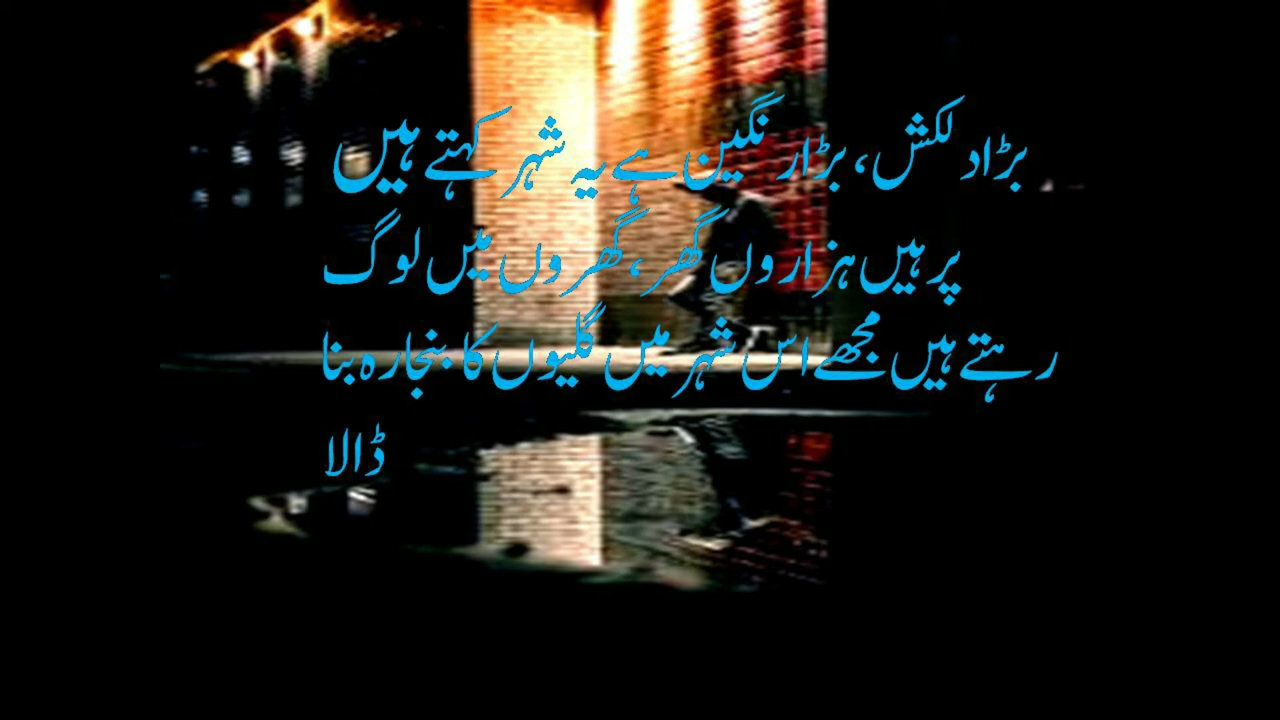 بڑا دلکش، بڑا رنگین ہے یہ شہر کہتے ہیں
پر ہیں ہزاروں گھر، گھروں میں لوگ
رہتے ہیں مجھے اس شہر میں گلیوں کا بنجارہ بنا
ڈالا